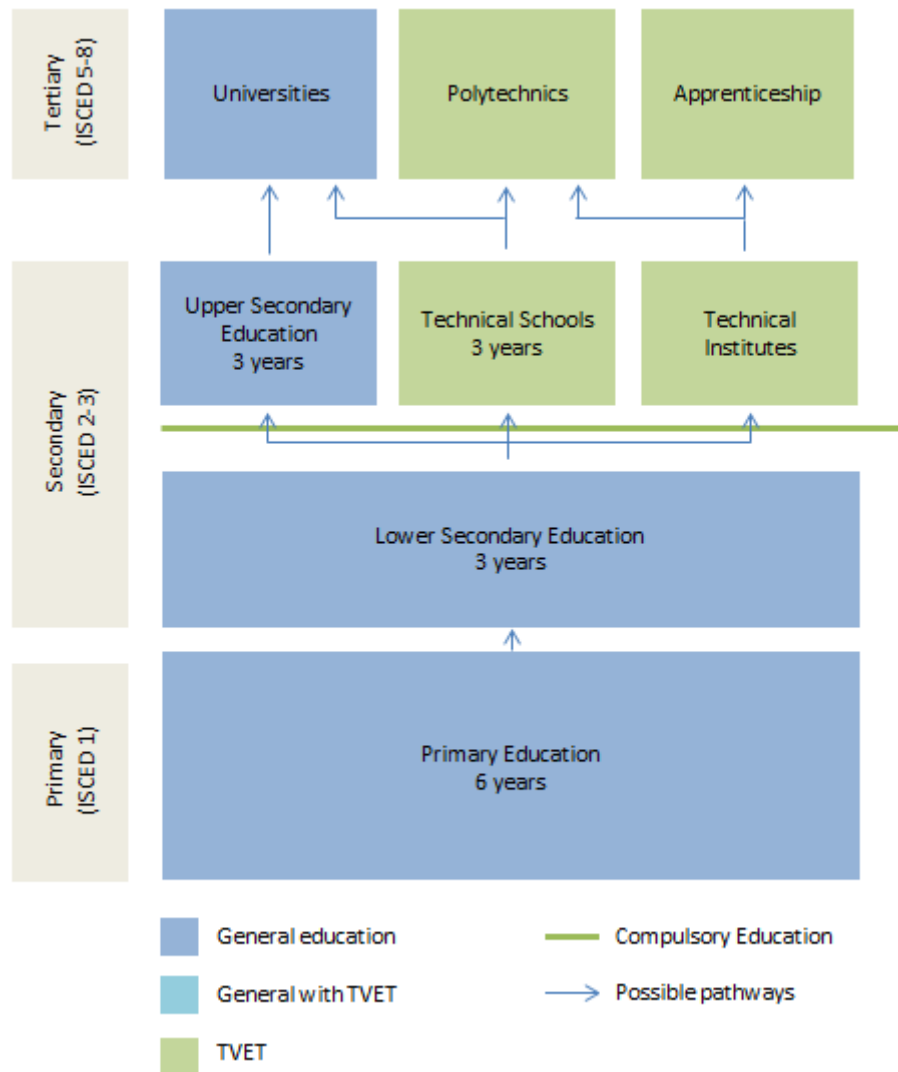 Tertiary
(ISCED 5-8)
Universities
Polytechnics
Apprenticeship
Secondary
(ISCED 2-3)
Upper Secondary
Education
3 years
Technical Schools
3 years
Technical
Institutes
Lower Secondary Education
3 years
Primary
(ISCED 1)
Primary Education
6 years
General education
Compulsory Education
General with TVET
Possible pathways
TVET